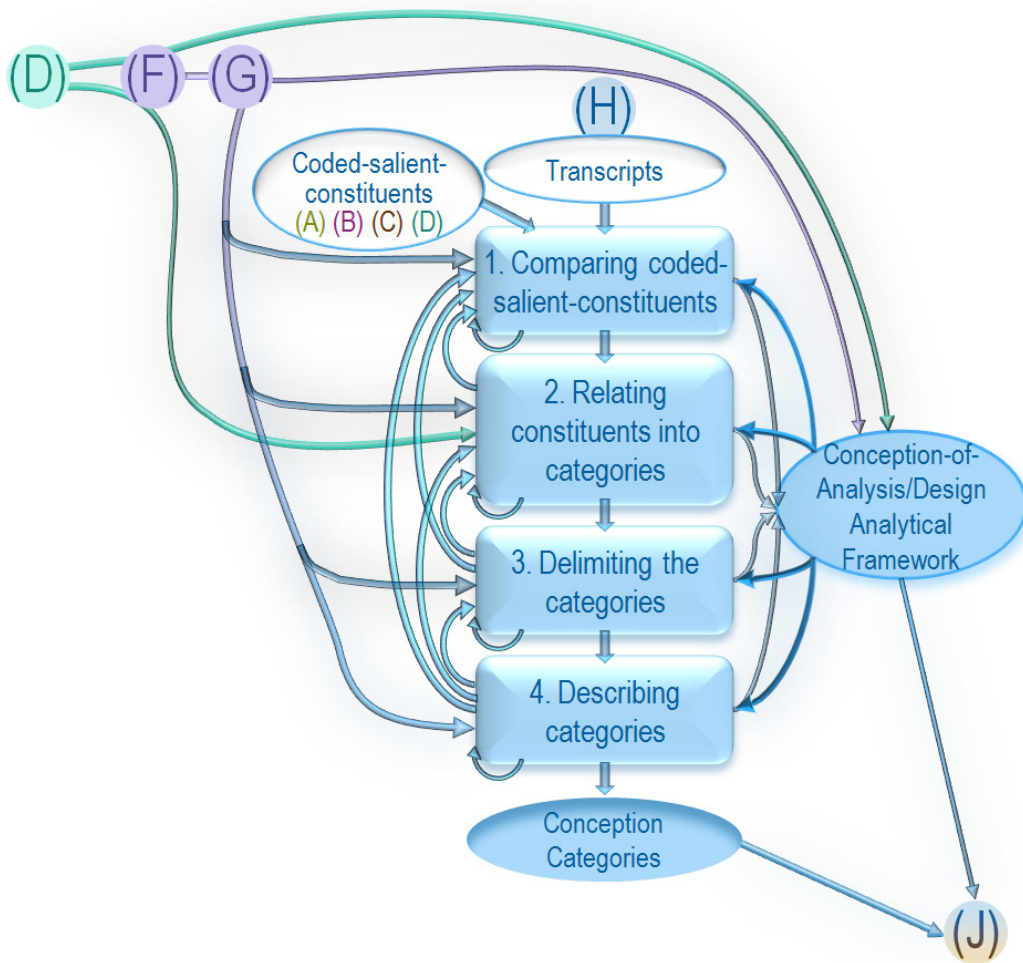 (D)
(F)
(G)
(H)
Coded-salient-
constituents
(A) (B) (C) (D)
Transcripts
1. Comparing coded-
salient-constituents
2. Relating
constituents into
categories
Conception-of-
Analysis/Design
Analytical
Framework
3. Delimiting the
categories
4. Describing
categories
Conception
Categories
(J)